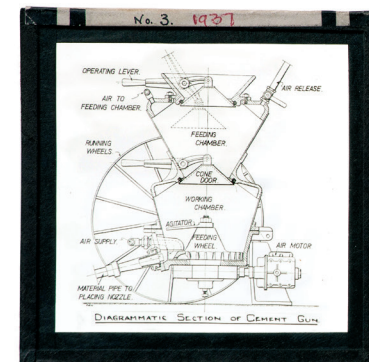 No. 3. 1937
OPERATING LEVER.
AIR RELEASE.
AIR TO
FEEDING CHAMBER.
FEEDING
CHAMBER.
RUNNING
WHEELS.
CONE
DOOR
WORKING
CHAMBER.
AGITATOR
FEEDING
WHEEL
AIR SUPPLY.
AIR MOTOR
MATERIAL PIPE TO
PLACING NOZZLE.
DIAGRAMMATIC SECTION OF CEMENT GUN